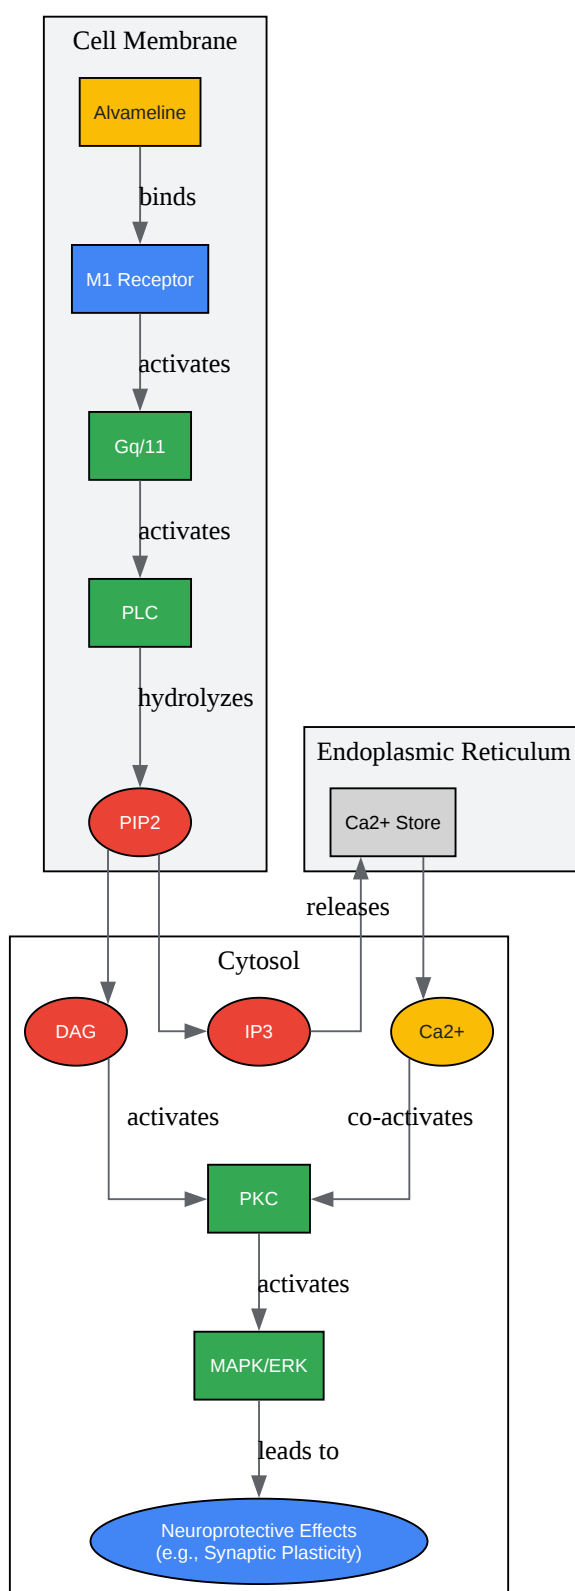 Cell Membrane
Alvameline
binds
M1 Receptor
activates
Gq/11
activates
PLC
hydrolyzes
PIP2
Endoplasmic Reticulum
Ca2+ Store
releases
Cytosol
DAG
IP3
Ca2+
activates
co-activates
PKC
activates
MAPK/ERK
leads to
Neuroprotective Effects
(e.g., Synaptic Plasticity)